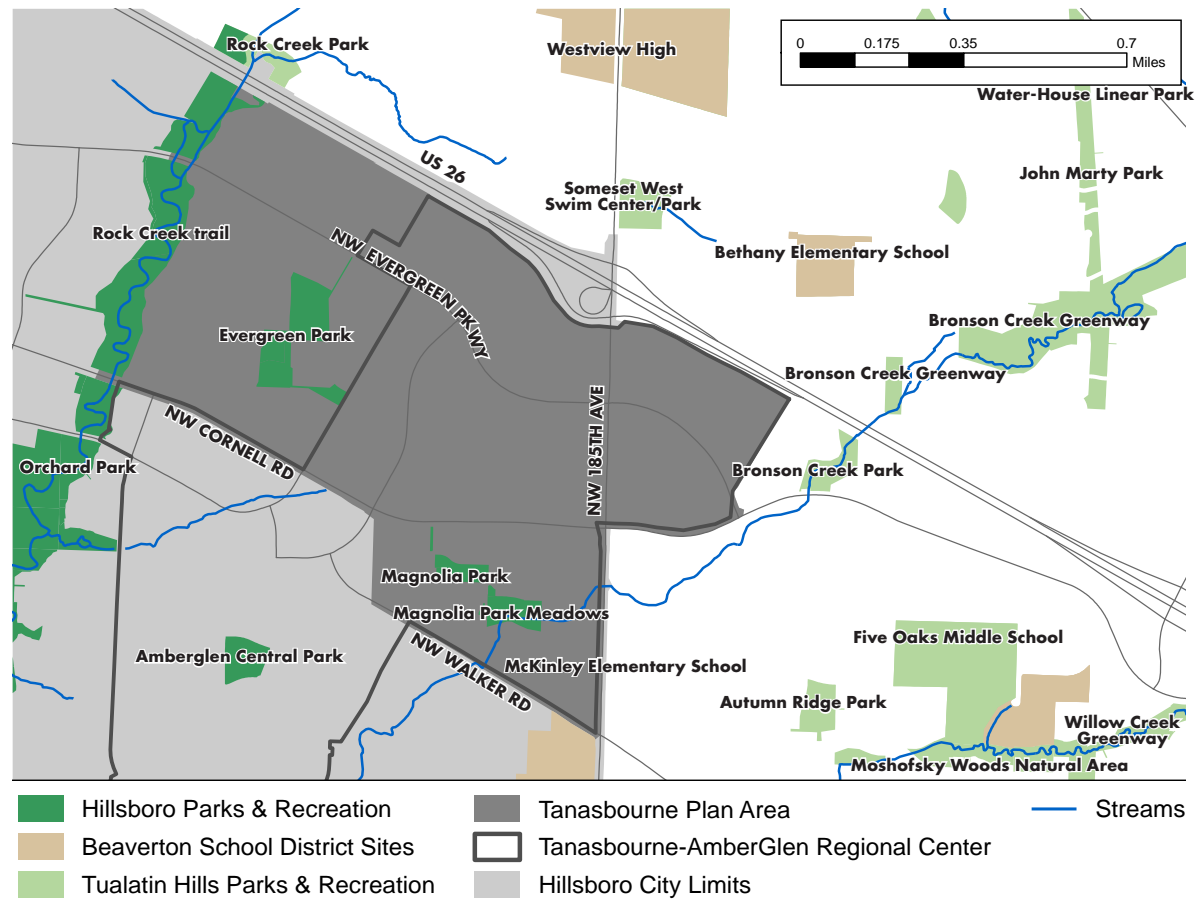 Rock Creek Park
Westview High
0
0.175
0.35
0.7
Miles
Water-House Linear Park
US 26
John Marty Park
Someset West
Swim Center/Park
Rock Creek trail
NW EVERGREEN PKWY
Bethany Elementary School
Evergreen Park
Bronson Creek Greenway
Bronson Creek Greenway
NW 185TH AVE
NW CORNELL RD
Orchard Park
Bronson Creek Park
Magnolia Park
Magnolia Park Meadows
Five Oaks Middle School
Amberglen Central Park
NW WALKER RD
McKinley Elementary School
Autumn Ridge Park
Willow Creek
Greenway
Moshofsky Woods Natural Area
Hillsboro Parks & Recreation
Tanasbourne Plan Area
Streams
Beaverton School District Sites
Tanasbourne-AmberGlen Regional Center
Tualatin Hills Parks & Recreation
Hillsboro City Limits